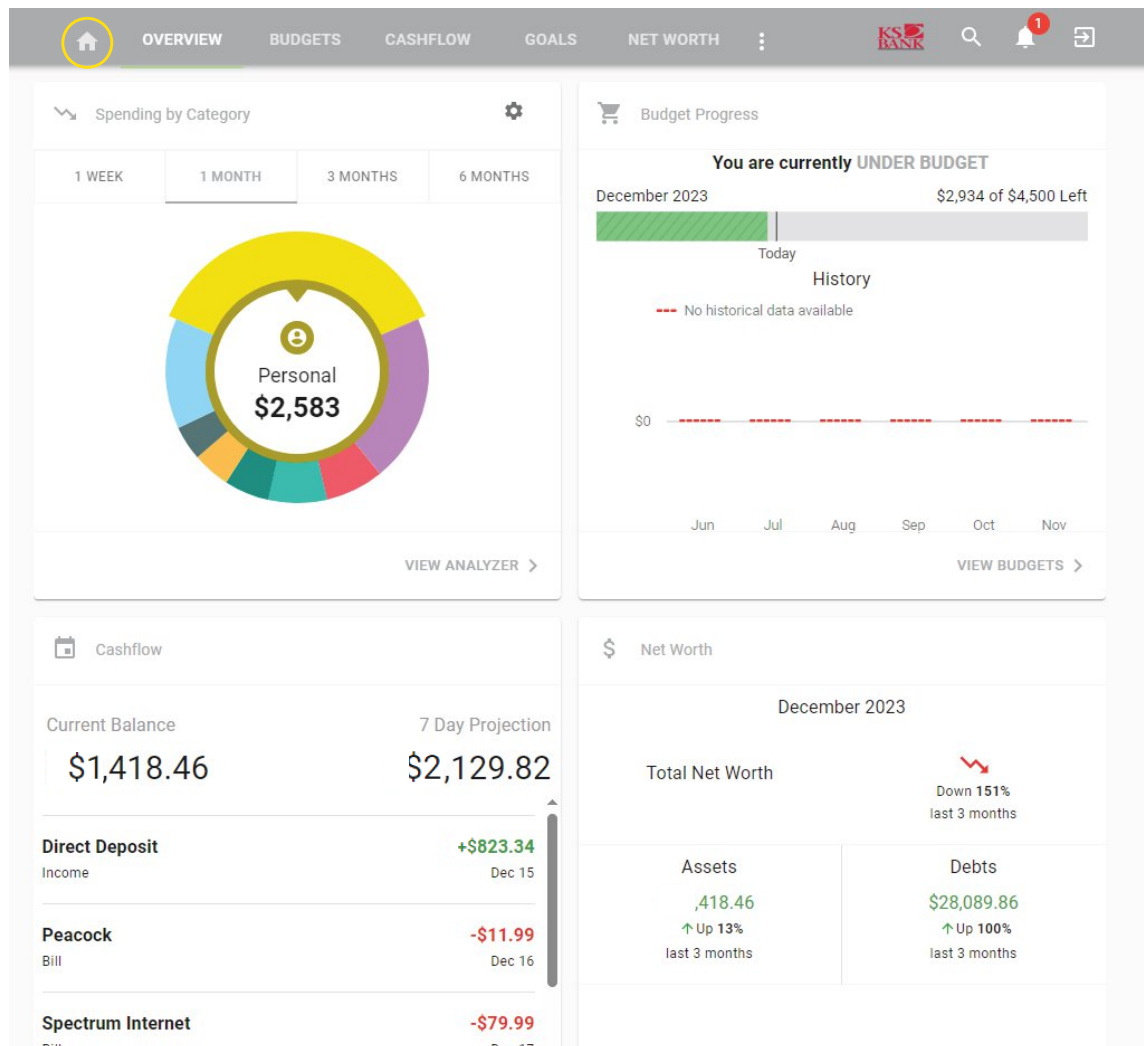 OVERVIEW BUDGETS CASHFLOW GOALS NET WORTH KS BANK 1
Spending by Category
1 WEEK 1 MONTH 3 MONTHS 6 MONTHS
Personal
$2,583
VIEW ANALYZER
Budget Progress
You are currently UNDER BUDGET
December 2023 $2,934 of $4,500 Left
Today
History
No historical data available
$0
Jun Jul Aug Sep Oct Nov
VIEW BUDGETS
Cashflow
Current Balance 7 Day Projection
$1,418.46 $2,129.82
Direct Deposit +$823.34
Income Dec 15
Peacock -$11.99
Bill Dec 16
Spectrum Internet -$79.99
$ Net Worth
December 2023
Total Net Worth
Down 151%
last 3 months
Assets Debts
,418.46 $28,089.86
Up 13% Up 100%
last 3 months last 3 months